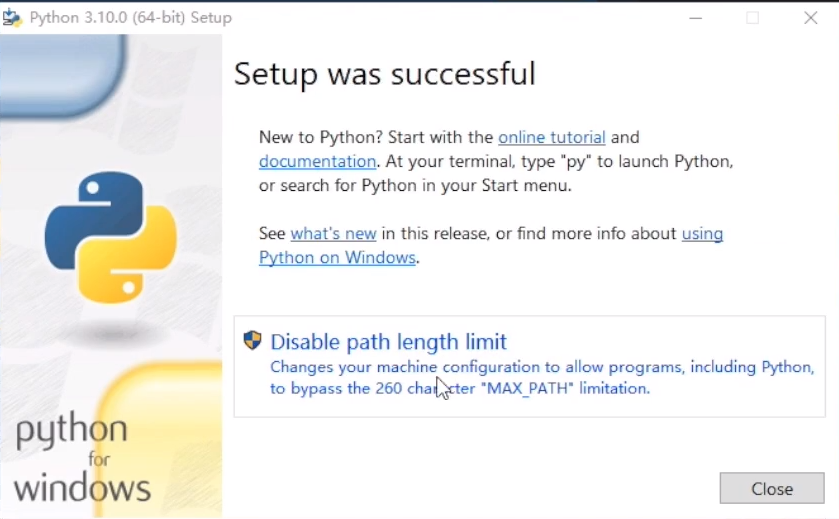 Python 3.10.0 (64-bit) Setup
Setup was successful
New to Python? Start with the online tutorial and
documentation. At your terminal, type "py" to launch Python,
or search for Python in your Start menu.
See what's new in this release, or find more info about using
Python on Windows.
Disable path length limit
Changes your machine configuration to allow programs, including Python,
to bypass the 260 character "MAX_PATH" limitation.
python
for
windows
Close